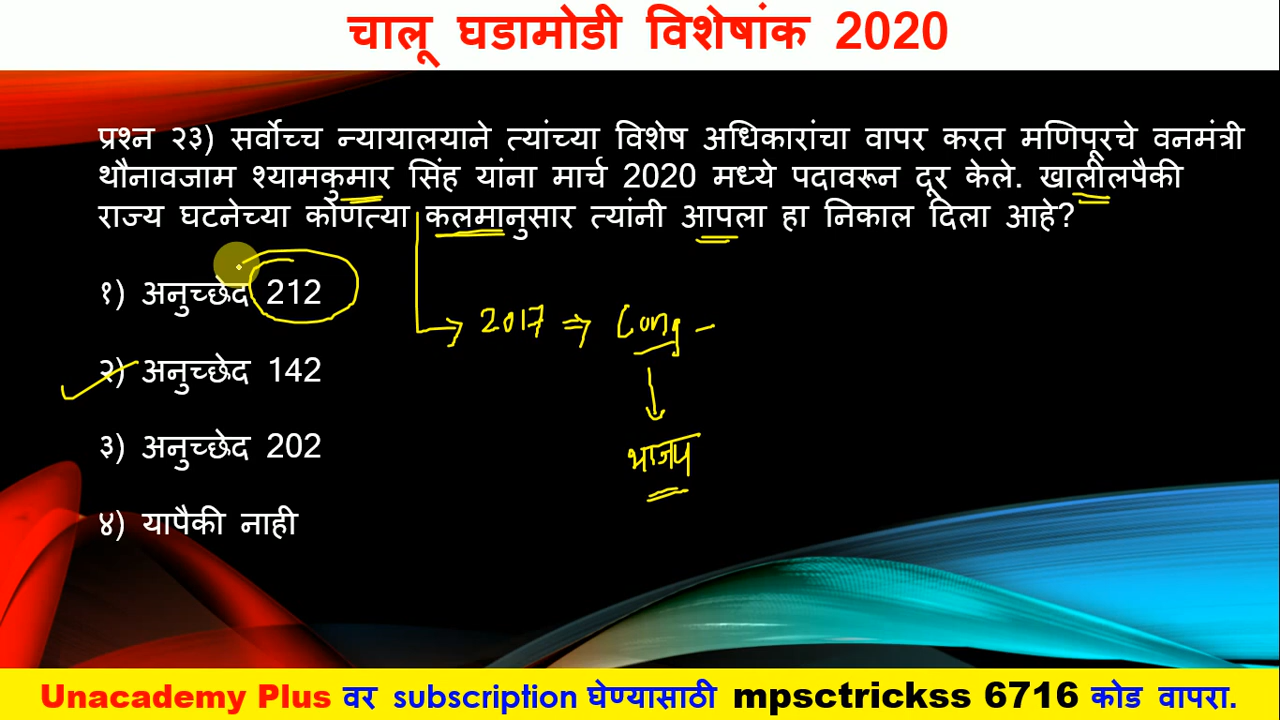 चालू घडामोडी विशेषांक 2020
प्रश्न २३) सर्वोच्च न्यायालयाने त्यांच्या विशेष अधिकारांचा वापर करत मणिपूरचे वनमंत्री
थौनावजाम श्यामकुमार सिंह यांना मार्च 2020 मध्ये पदावरून दूर केले. खालीलपैकी
राज्य घटनेच्या कोणत्या कलमानुसार त्यांनी आपला हा निकाल दिला आहे?
१) अनुच्छेद 212
→ 2017 ⇒ Cong -
२) अनुच्छेद 142
३) अनुच्छेद 202
भाजप
४) यापैकी नाही
Unacademy Plus वर subscription घेण्यासाठी mpsctrickss 6716 कोड वापरा.